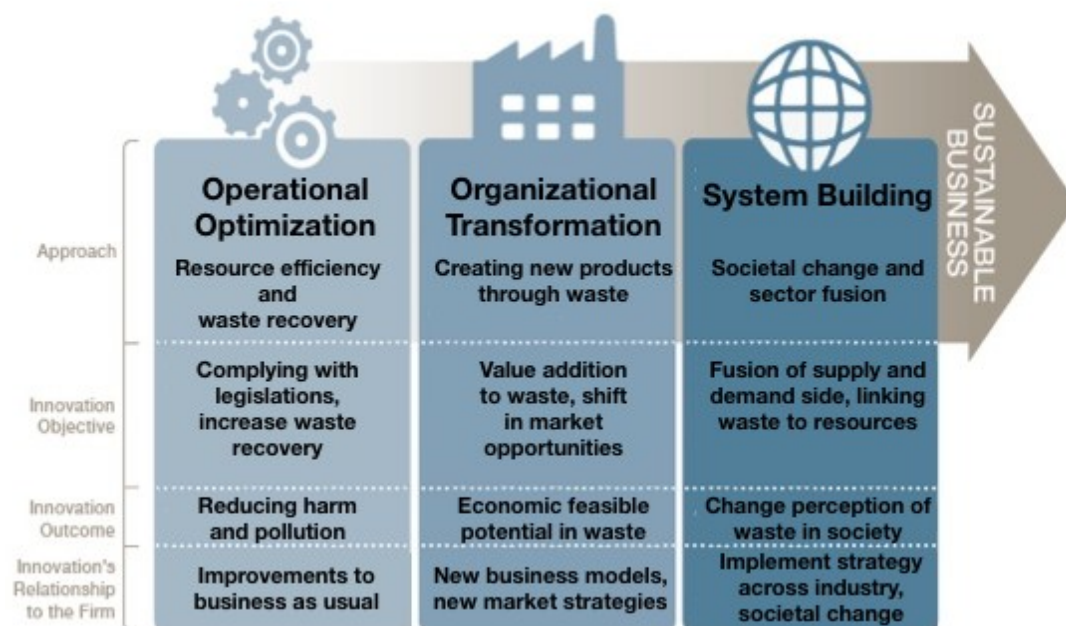 SUSTAINABLE
BUSINESS
Operational
Optimization
Organizational
Transformation
System Building
Approach
Resource efficiency
and
waste recovery
Creating new products
through waste
Societal change and
sector fusion
Innovation
Objective
Complying with
legislations,
increase waste
recovery
Value addition
to waste, shift
in market
opportunities
Fusion of supply and
demand side, linking
waste to resources
Innovation
Outcome
Reducing harm
and pollution
Economic feasible
potential in waste
Change perception of
waste in society
Innovation's
Relationship
to the Firm
Improvements to
business as usual
New business models,
new market strategies
Implement strategy
across industry,
societal change